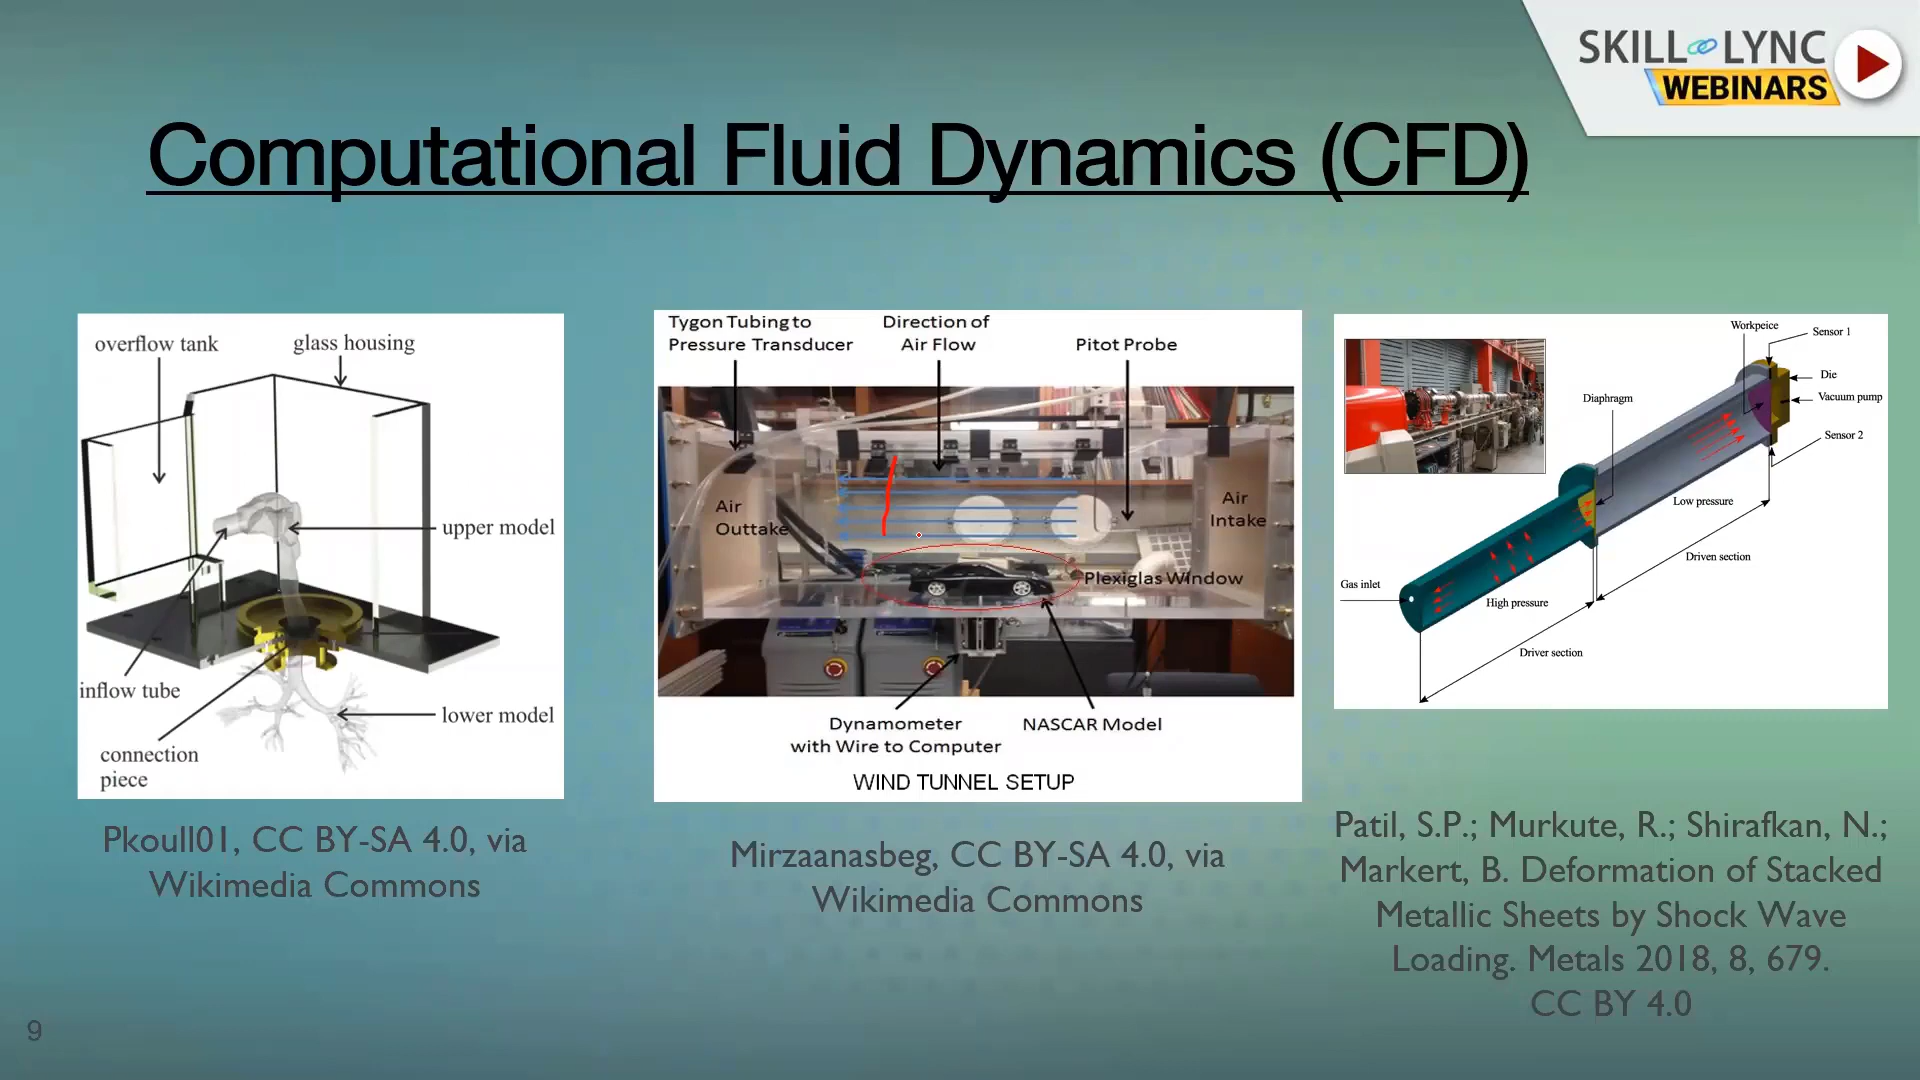 SKILL LYNC
WEBINARS
Computational Fluid Dynamics (CFD)
overflow tank
glass housing
upper model
inflow tube
lower model
connection
piece
Pkoull01, CC BY-SA 4.0, via
Wikimedia Commons
Tygon Tubing to
Pressure Transducer
Direction of
Air Flow
Pitot Probe
Air
Outtake
Air
Intake
Plexiglas Window
Dynamometer
with Wire to Computer
NASCAR Model
WIND TUNNEL SETUP
Mirzaanasbeg, CC BY-SA 4.0, via
Wikimedia Commons
Workpeice
Sensor 1
Die
Vacuum pump
Diaphragm
Sensor 2
Low pressure
Driven section
Gas inlet
High pressure
Driver section
Patil, S.P.; Murkute, R.; Shirafkan, N.;
Markert, B. Deformation of Stacked
Metallic Sheets by Shock Wave
Loading. Metals 2018, 8, 679.
CC BY 4.0
9